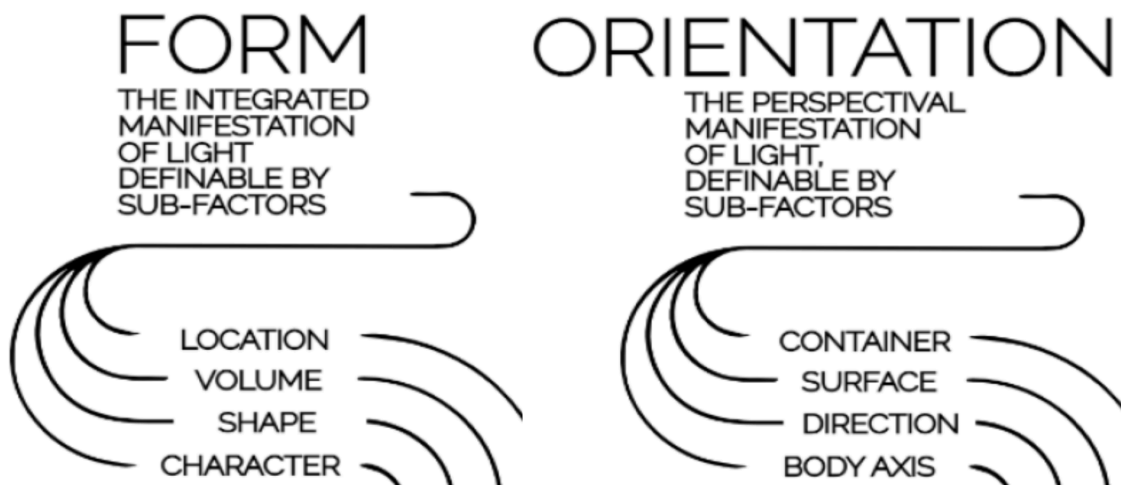 FORM
THE INTEGRATED
MANIFESTATION
OF LIGHT
DEFINABLE BY
SUB-FACTORS
LOCATION
VOLUME
SHAPE
CHARACTER
ORIENTATION
THE PERSPECTIVAL
MANIFESTATION
OF LIGHT,
DEFINABLE BY
SUB-FACTORS
CONTAINER
SURFACE
DIRECTION
BODY AXIS